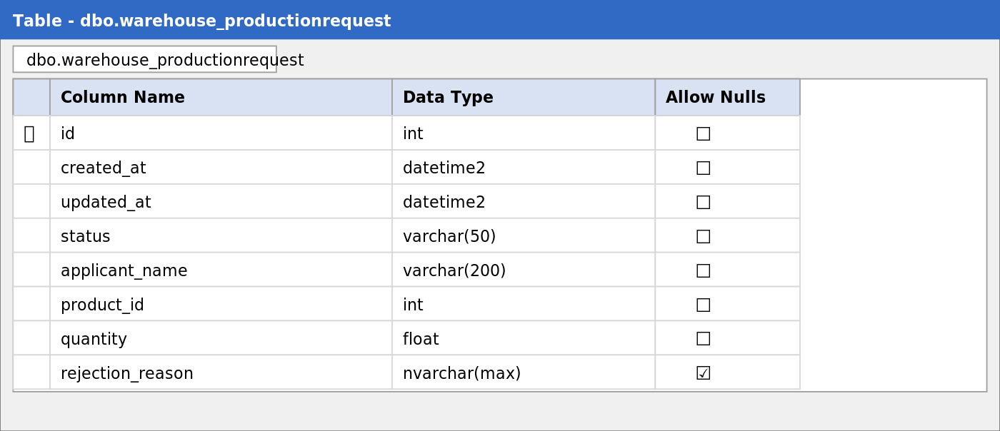 Table - dbo.warehouse_productionrequest
dbo.warehouse_productionrequest
Column Name Data Type Allow Nulls
id int ☐
created_at datetime2 ☐
updated_at datetime2 ☐
status varchar(50) ☐
applicant_name varchar(200) ☐
product_id int ☐
quantity float ☐
rejection_reason nvarchar(max) ☑